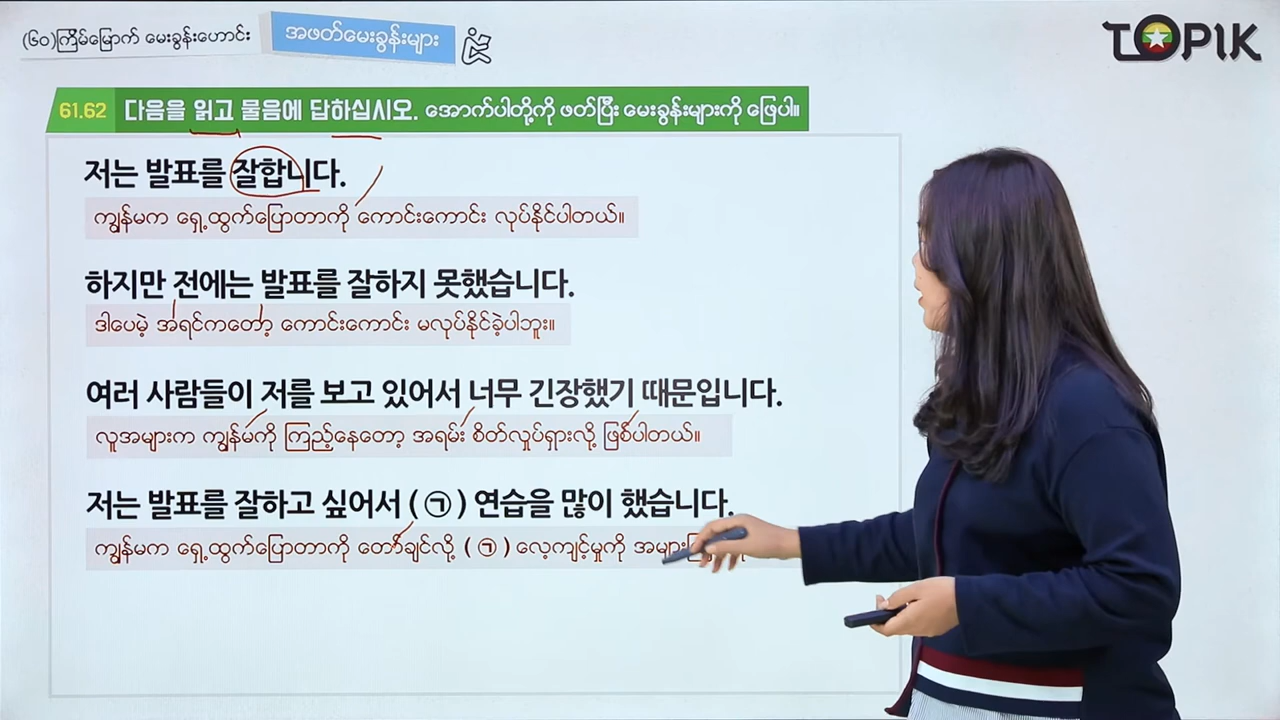 (၆၀)ကြိမ်မြောက် မေးခွန်းဟောင်း
အဖတ်မေးခွန်းများ
TOPIK
61.62 다음을 읽고 물음에 답하십시오. အောက်ပါတို့ကို ဖတ်ပြီး မေးခွန်းများကို ဖြေပါ။
저는 발표를 잘합니다.
ကျွန်မက ရှေ့ထွက်ပြောတာကို ကောင်းကောင်း လုပ်နိုင်ပါတယ်။
하지만 전에는 발표를 잘하지 못했습니다.
ဒါပေမဲ့ အရင်ကတော့ ကောင်းကောင်း မလုပ်နိုင်ခဲ့ပါဘူး။
여러 사람들이 저를 보고 있어서 너무 긴장했기 때문입니다.
လူအများက ကျွန်မကို ကြည့်နေတော့ အရမ်း စိတ်လှုပ်ရှားလို့ ဖြစ်ပါတယ်။
저는 발표를 잘하고 싶어서 ( ㉠ ) 연습을 많이 했습니다.
ကျွန်မက ရှေ့ထွက်ပြောတာကို တော်ချင်လို့ ( ㉠ ) လေ့ကျင့်မှုကို